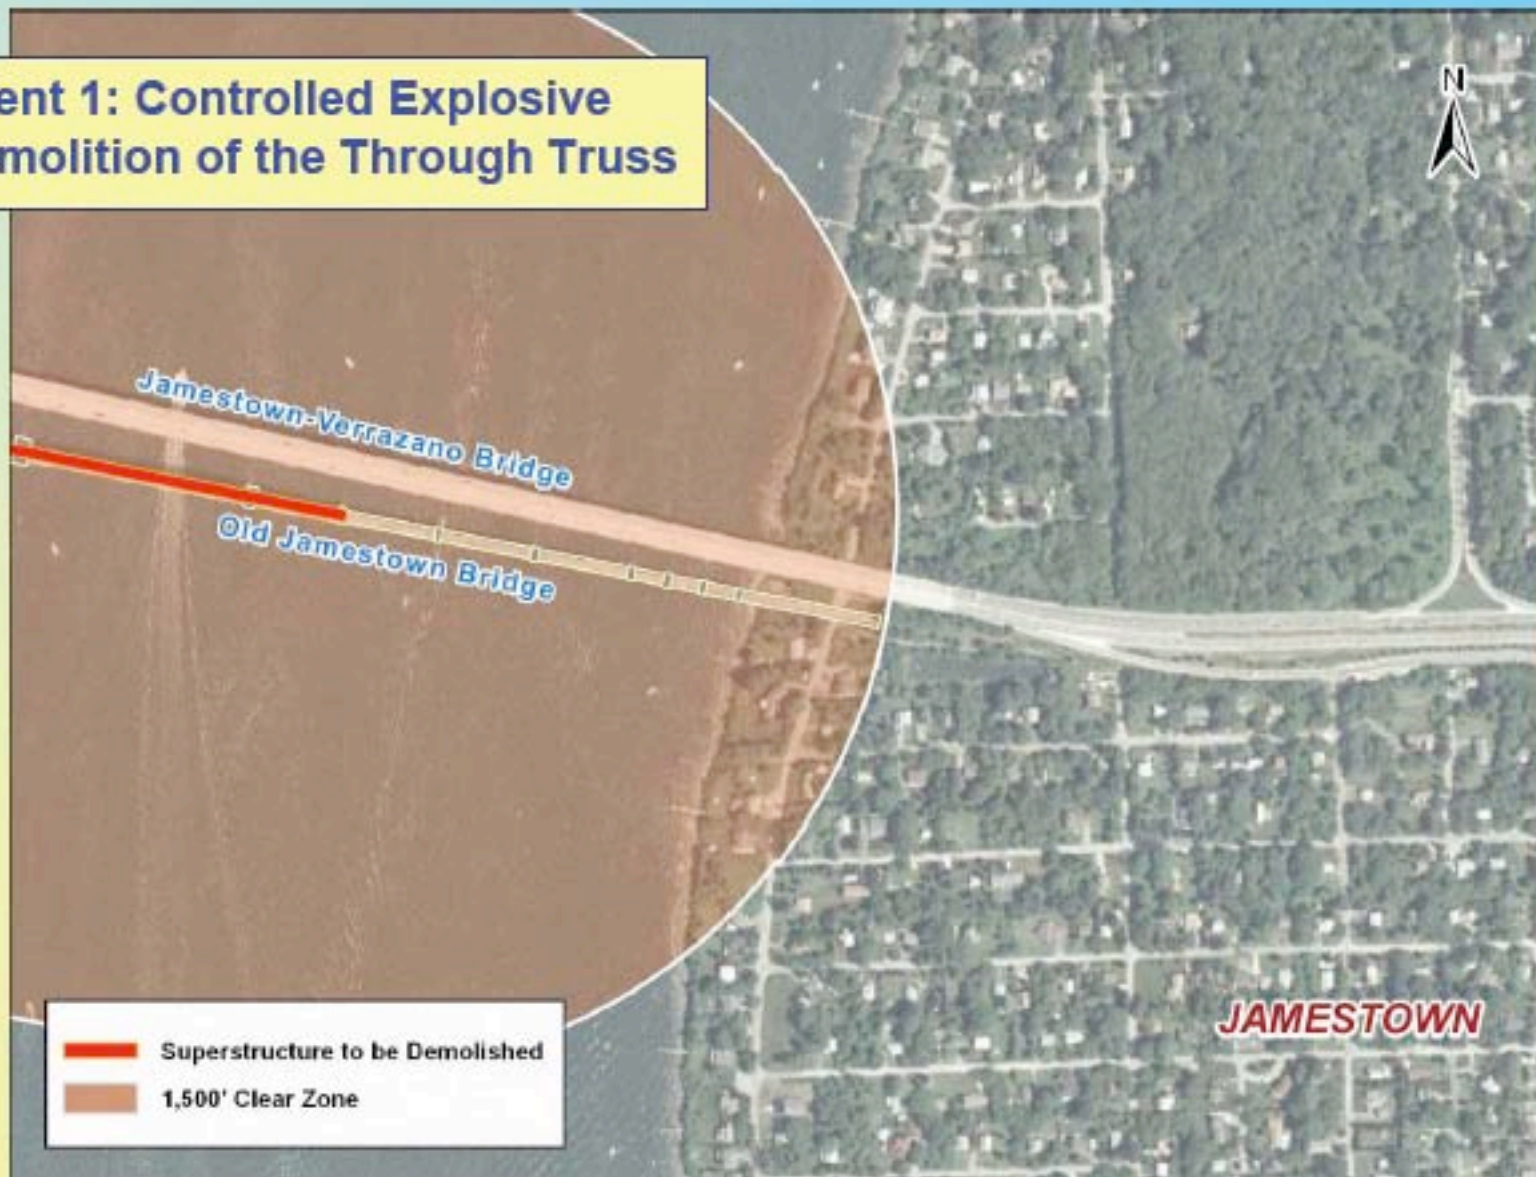 ent 1: Controlled Explosive
molition of the Through Truss
N
Jamestown-Verrazano Bridge
Old Jamestown Bridge
JAMESTOWN
Superstructure to be Demolished
1,500' Clear Zone